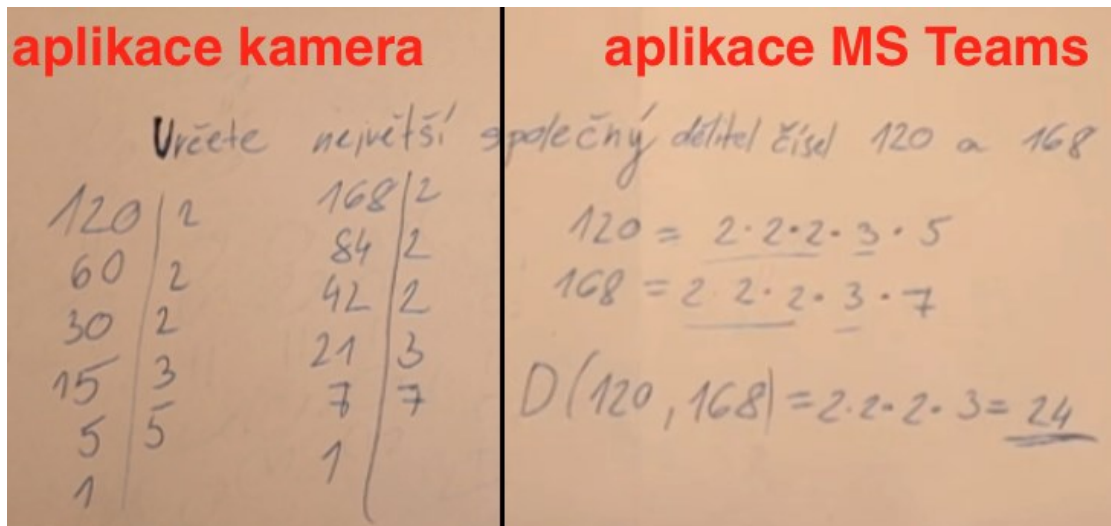 aplikace kamera
aplikace MS Teams
Určete největší společný dělitel čísel 120 a 168
120 | 2
60 | 2
30 | 2
15 | 3
5 | 5
1
168 | 2
84 | 2
42 | 2
21 | 3
7 | 7
1
120 = 2·2·2·3·5
168 = 2·2·2·3·7
D(120, 168) = 2·2·2·3 = 24